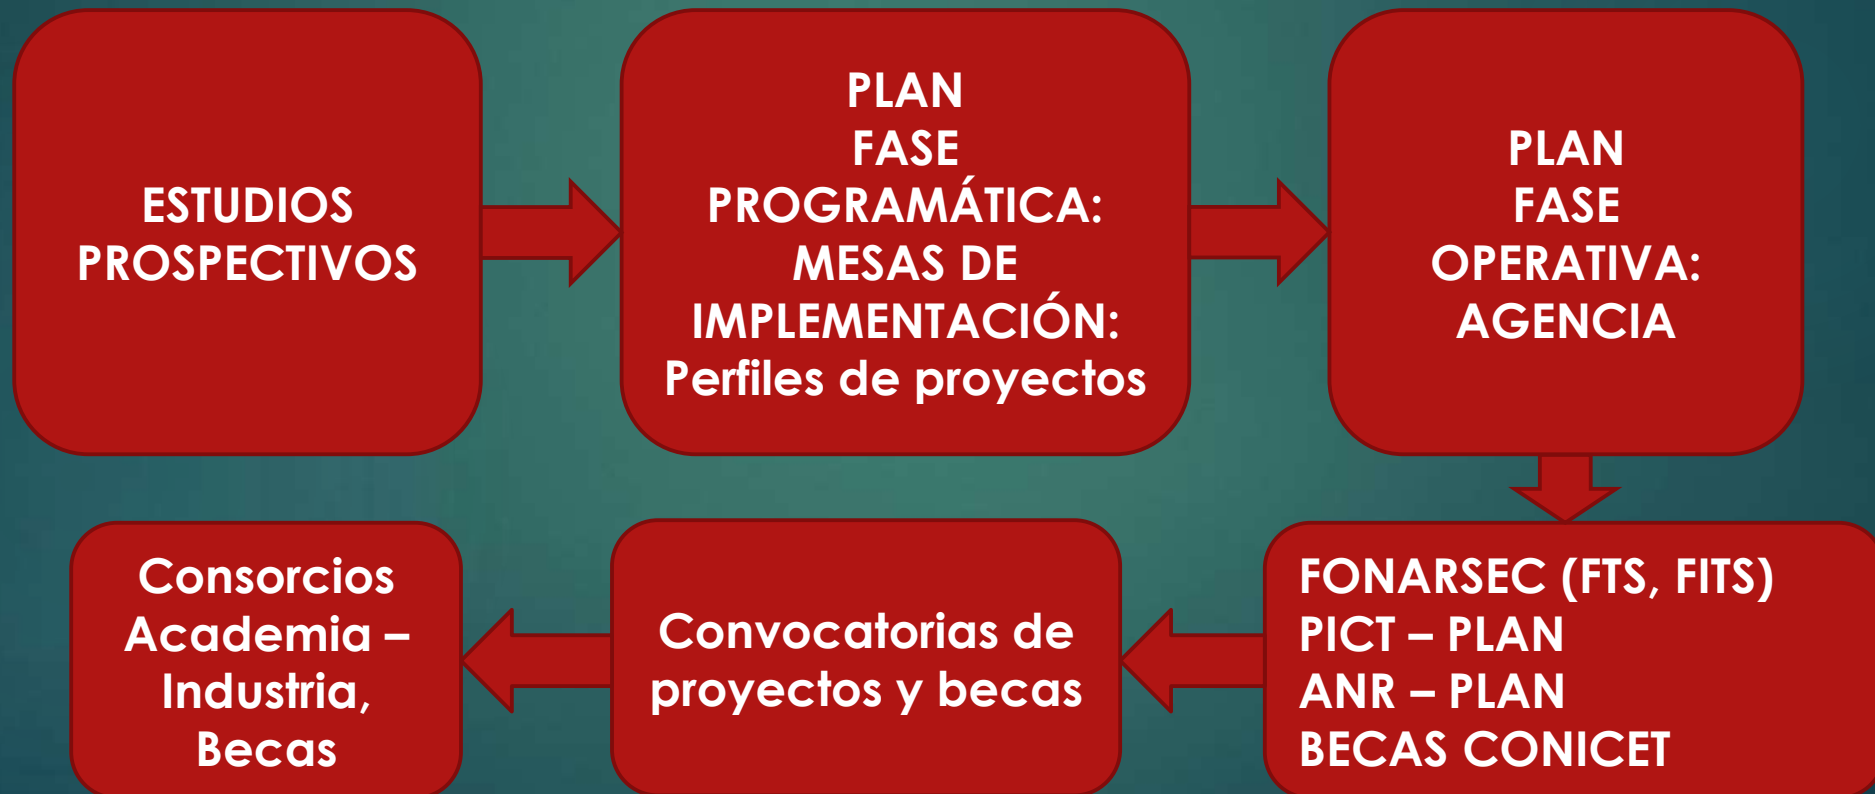 ESTUDIOS
PROSPECTIVOS
PLAN
FASE
PROGRAMÁTICA:
MESAS DE
IMPLEMENTACIÓN:
Perfiles de proyectos
PLAN
FASE
OPERATIVA:
AGENCIA
FONARSEC (FTS, FITS)
PICT – PLAN
ANR – PLAN
BECAS CONICET
Convocatorias de
proyectos y becas
Consorcios
Academia –
Industria,
Becas